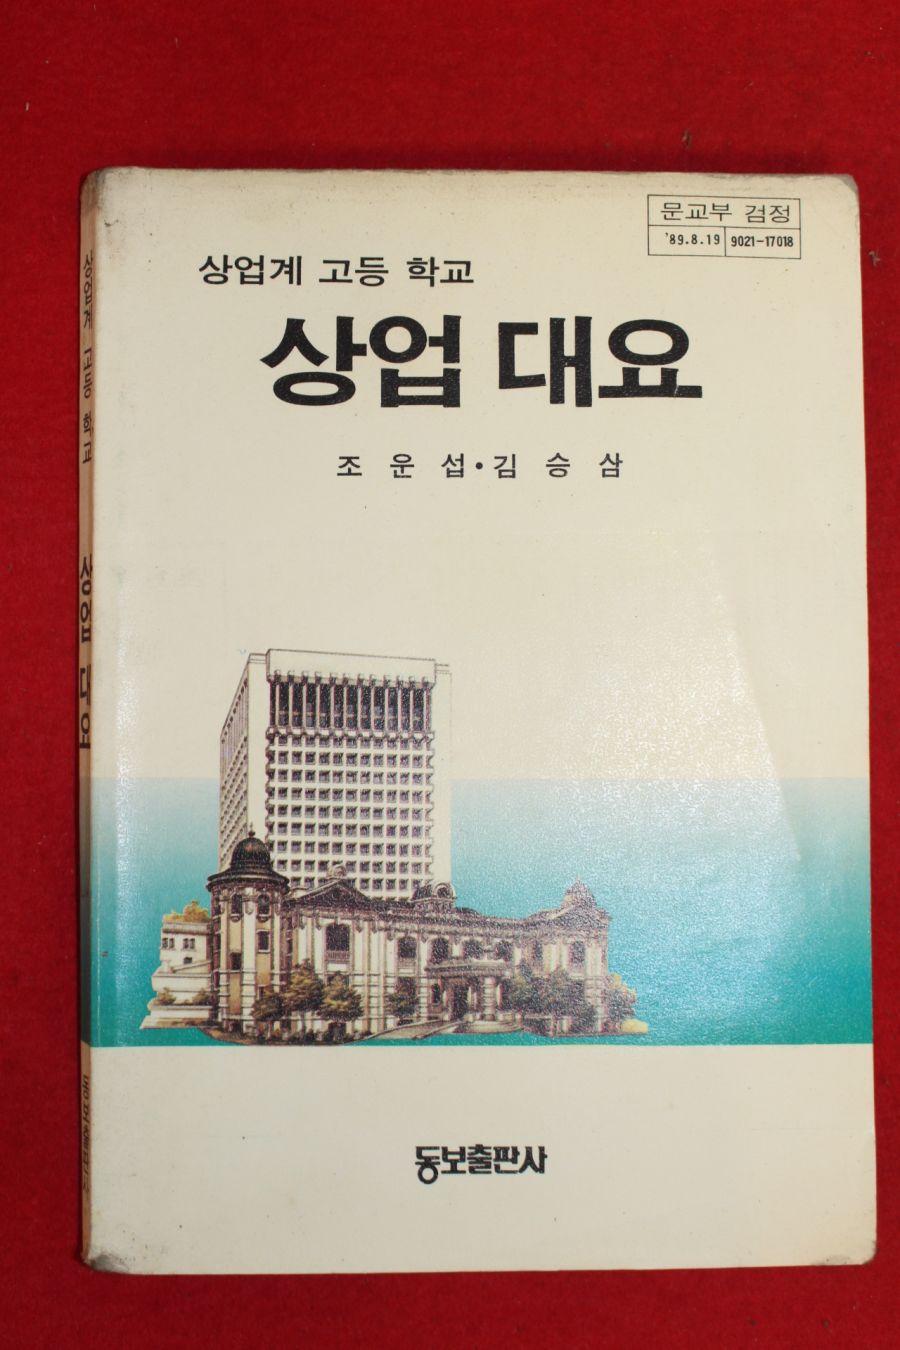 문교부 검정
'89.8.19 9021-17018
상업계 고등 학교
상업 대요
조운섭·김승삼
동보출판사
상업계 고등 학교
상업 대요